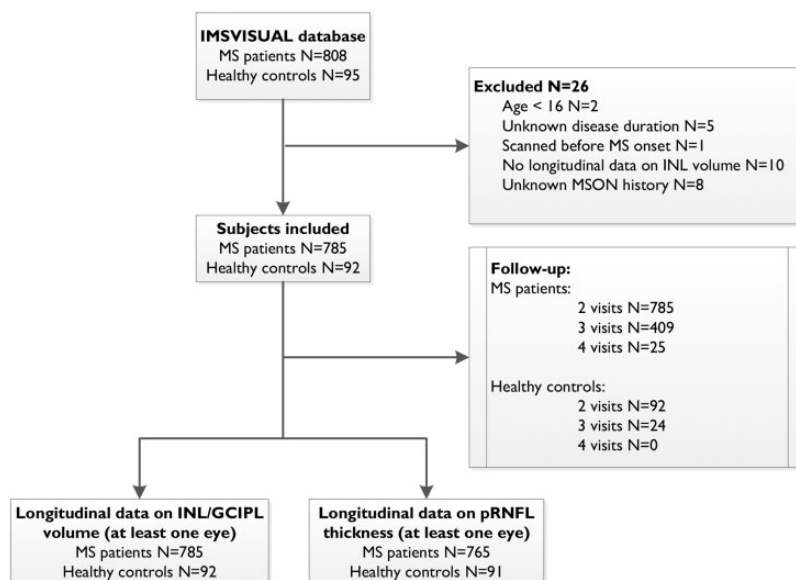 IMSVISUAL database
MS patients N=808
Healthy controls N=95
Excluded N=26
Age < 16 N=2
Unknown disease duration N=5
Scanned before MS onset N=1
No longitudinal data on INL volume N=10
Unknown MSON history N=8
Subjects included
MS patients N=785
Healthy controls N=92
Follow-up:
MS patients:
2 visits N=785
3 visits N=409
4 visits N=25
Healthy controls:
2 visits N=92
3 visits N=24
4 visits N=0
Longitudinal data on INL/GCIPL
volume (at least one eye)
MS patients N=785
Healthy controls N=92
Longitudinal data on pRNFL
thickness (at least one eye)
MS patients N=765
Healthy controls N=91